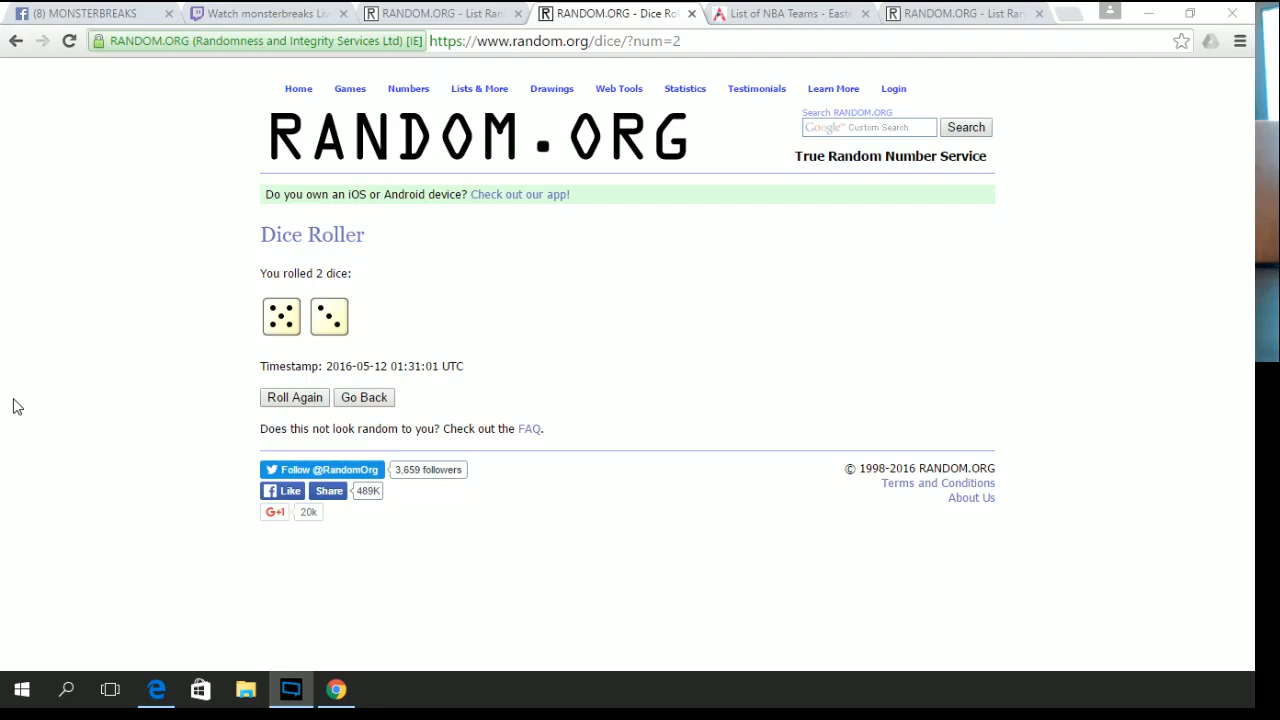 (8) MONSTERBREAKS
Watch monsterbreaks Liv
RANDOM.ORG - List Ran
RANDOM.ORG - Dice Ro
List of NBA Teams - Easte
RANDOM.ORG - List Ran
RANDOM.ORG (Randomness and Integrity Services Ltd) [IE] https://www.random.org/dice/?num=2
Home Games Numbers Lists & More Drawings Web Tools Statistics Testimonials Learn More Login
RANDOM.ORG
Search RANDOM.ORG
Google™ Custom Search Search
True Random Number Service
Do you own an iOS or Android device? Check out our app!
Dice Roller
You rolled 2 dice:
Timestamp: 2016-05-12 01:31:01 UTC
Roll Again Go Back
Does this not look random to you? Check out the FAQ.
Follow @RandomOrg 3,659 followers
Like Share 489K
G+1 20k
© 1998-2016 RANDOM.ORG
Terms and Conditions
About Us